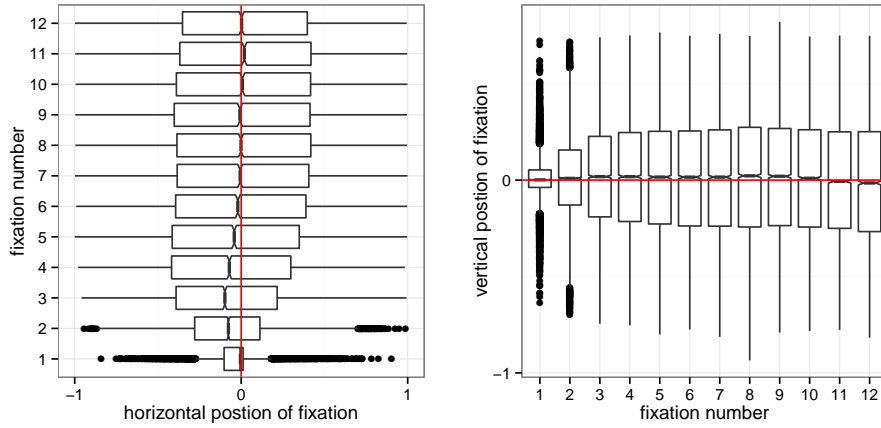 12
11
10
9
8
7
6
5
4
3
2
1
fixation number
−1 0 1
horizontal postion of fixation
vertical postion of fixation
0
−1
1 2 3 4 5 6 7 8 9 10 11 12
fixation number